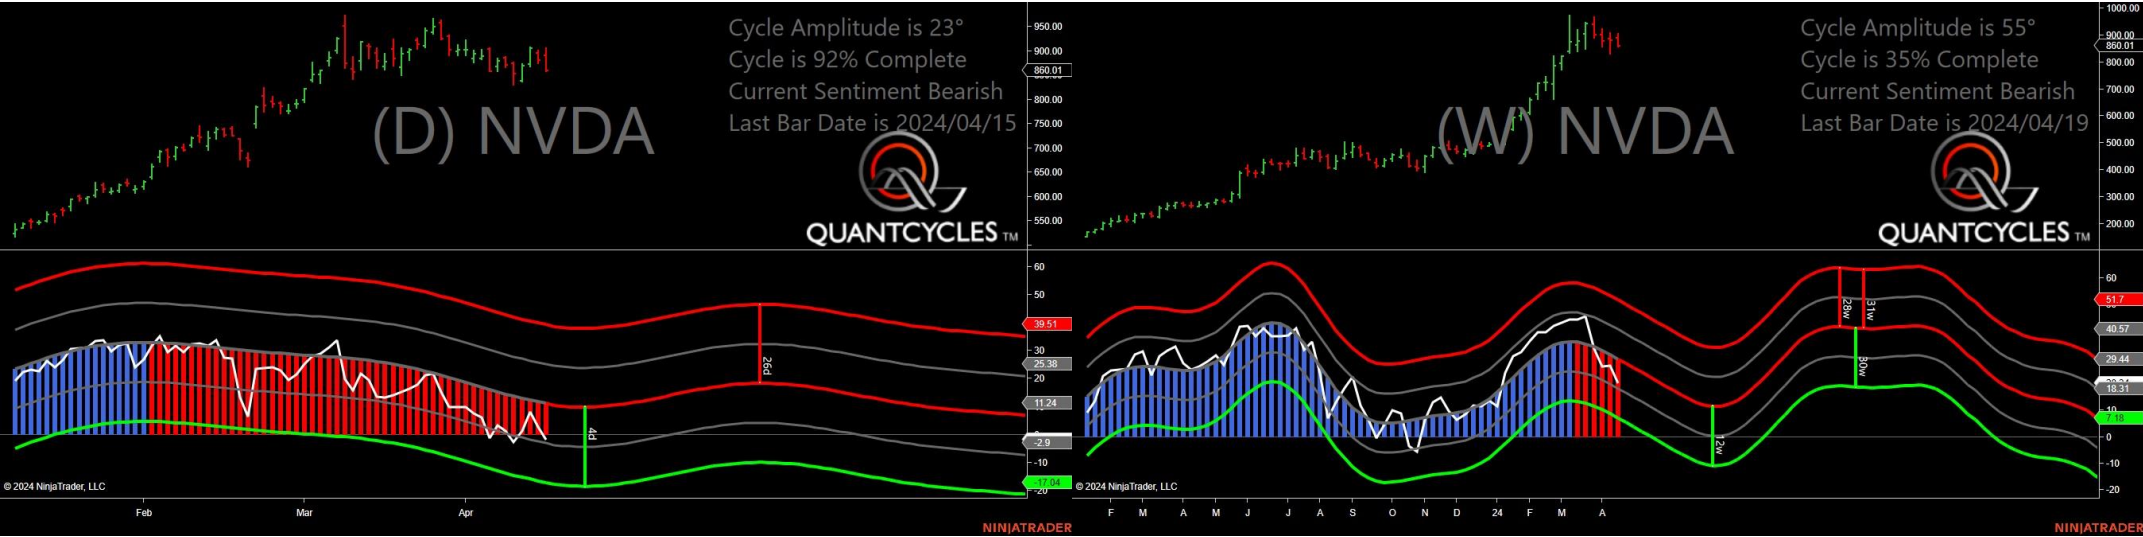 Cycle Amplitude is 23°
Cycle is 92% Complete
Current Sentiment Bearish
Last Bar Date is 2024/04/15
(D) NVDA
QUANTCYCLES TM
950.00
900.00
860.01
800.00
750.00
700.00
650.00
600.00
550.00
60
50
39.51
30
25.38
20
11.24
-2.9
-10
-17.04
-20
4d
26d
© 2024 NinjaTrader, LLC
Feb Mar Apr
NINJATRADER
Cycle Amplitude is 55°
Cycle is 35% Complete
Current Sentiment Bearish
Last Bar Date is 2024/04/19
(W) NVDA
QUANTCYCLES TM
1000.00
900.00
860.01
800.00
700.00
600.00
500.00
400.00
300.00
200.00
60
51.7
40.57
29.44
18.31
10
7.18
0
-10
-20
12w
28w
31w
30w
© 2024 NinjaTrader, LLC
F M A M J J A S O N D 24 F M A
NINJATRADER